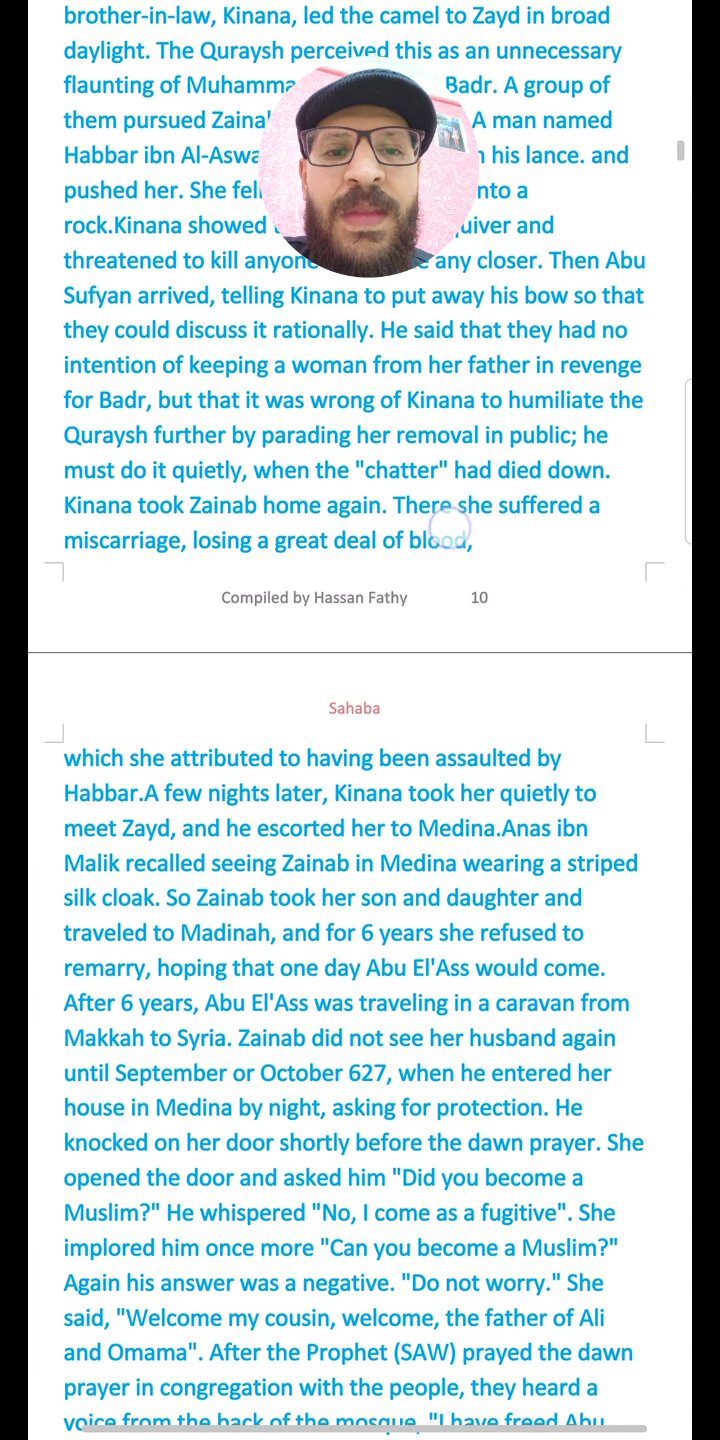 brother-in-law, Kinana, led the camel to Zayd in broad
daylight. The Quraysh perceived this as an unnecessary
flaunting of Badr. A group of
them pursued A man named
Habbar ibn his lance. and
pushed her. She
rock.Kinana showed and
threatened to kill any closer. Then Abu
Sufyan arrived, telling Kinana to put away his bow so that
they could discuss it rationally. He said that they had no
intention of keeping a woman from her father in revenge
for Badr, but that it was wrong of Kinana to humiliate the
Quraysh further by parading her removal in public; he
must do it quietly, when the "chatter" had died down.
Kinana took Zainab home again. There she suffered a
miscarriage, losing a great deal of blood,
Compiled by Hassan Fathy 10
Sahaba
which she attributed to having been assaulted by
Habbar.A few nights later, Kinana took her quietly to
meet Zayd, and he escorted her to Medina.Anas ibn
Malik recalled seeing Zainab in Medina wearing a striped
silk cloak. So Zainab took her son and daughter and
traveled to Madinah, and for 6 years she refused to
remarry, hoping that one day Abu El'Ass would come.
After 6 years, Abu El'Ass was traveling in a caravan from
Makkah to Syria. Zainab did not see her husband again
until September or October 627, when he entered her
house in Medina by night, asking for protection. He
knocked on her door shortly before the dawn prayer. She
opened the door and asked him "Did you become a
Muslim?" He whispered "No, I come as a fugitive". She
implored him once more "Can you become a Muslim?"
Again his answer was a negative. "Do not worry." She
said, "Welcome my cousin, welcome, the father of Ali
and Omama". After the Prophet (SAW) prayed the dawn
prayer in congregation with the people, they heard a
voice from the back of the mosque, "I have freed Abu